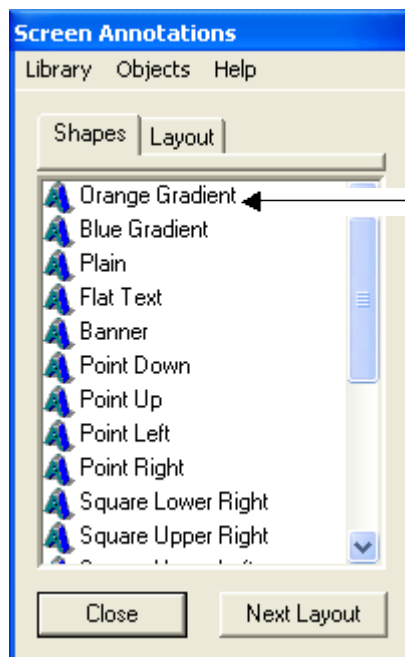 Screen Annotations
Library Objects Help
Shapes Layout
Orange Gradient
Blue Gradient
Plain
Flat Text
Banner
Point Down
Point Up
Point Left
Point Right
Square Lower Right
Square Upper Right
Close Next Layout